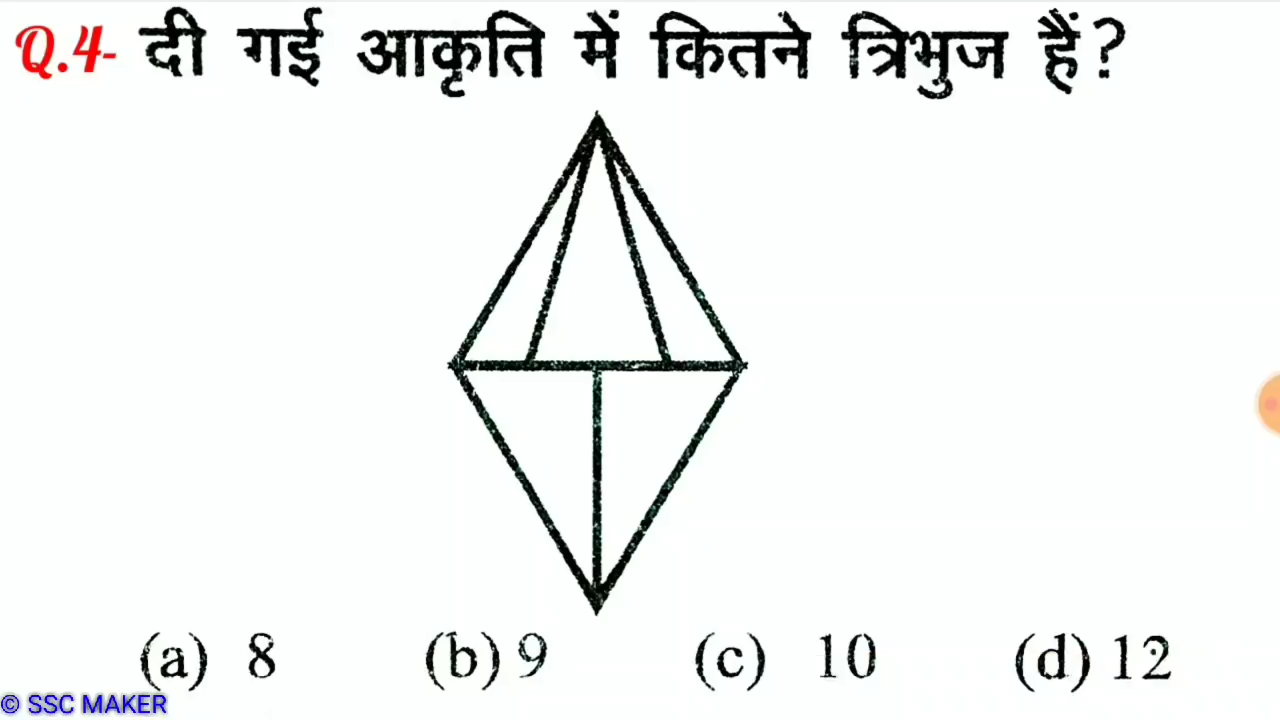 Q.4- दी गई आकृति में कितने त्रिभुज हैं?
(a) 8 (b) 9 (c) 10 (d) 12
© SSC MAKER